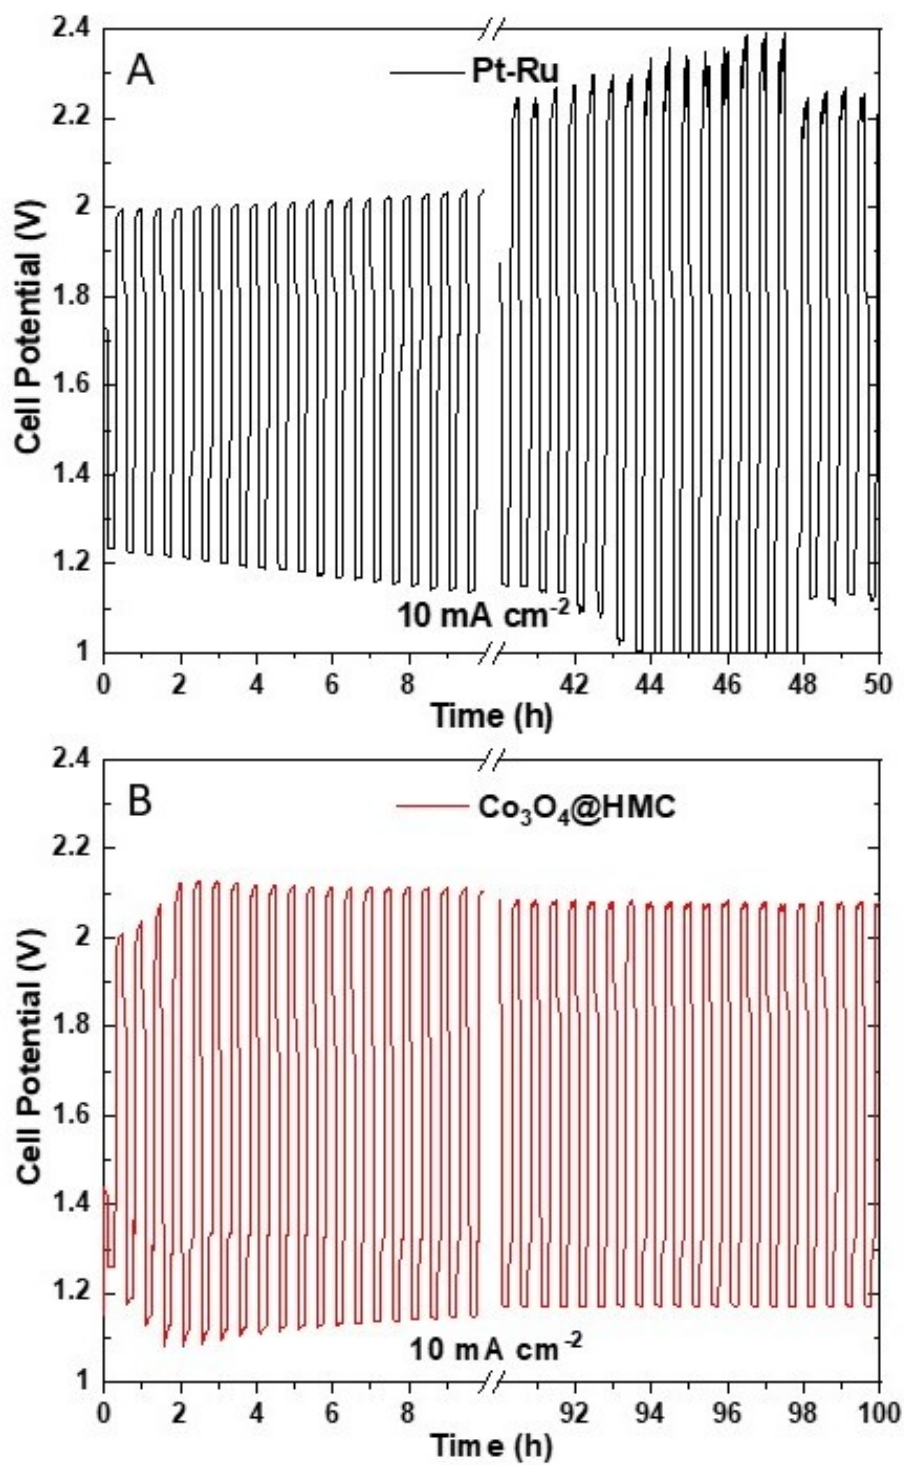 A
Pt-Ru
Cell Potential (V)
2.4
2.2
2
1.8
1.6
1.4
1.2
1
10 mA cm⁻²
0 2 4 6 8 42 44 46 48 50
Time (h)
B
Co₃O₄@HMC
Cell Potential (V)
2.4
2.2
2
1.8
1.6
1.4
1.2
1
10 mA cm⁻²
0 2 4 6 8 92 94 96 98 100
Time (h)